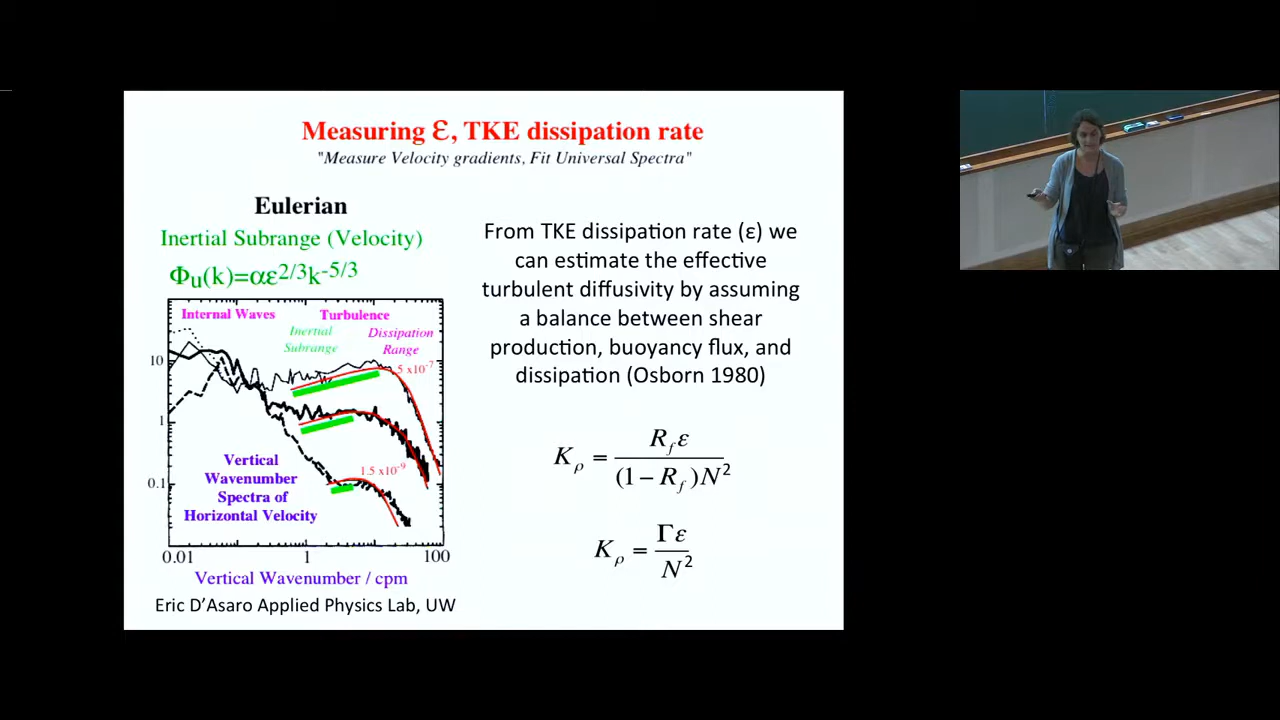 Measuring ε, TKE dissipation rate
"Measure Velocity gradients, Fit Universal Spectra"
Eulerian
Inertial Subrange (Velocity)
Φu(k)=αε2/3k-5/3
Internal Waves
Turbulence
Inertial
Subrange
Dissipation
Range
10
1
0.1
.5 x10-7
1.5 x10-9
Vertical
Wavenumber
Spectra of
Horizontal Velocity
0.01
1
100
Vertical Wavenumber / cpm
Eric D'Asaro Applied Physics Lab, UW
From TKE dissipation rate (ε) we
can estimate the effective
turbulent diffusivity by assuming
a balance between shear
production, buoyancy flux, and
dissipation (Osborn 1980)
Kρ = Rfε / (1 − Rf)N2
Kρ = Γε / N2